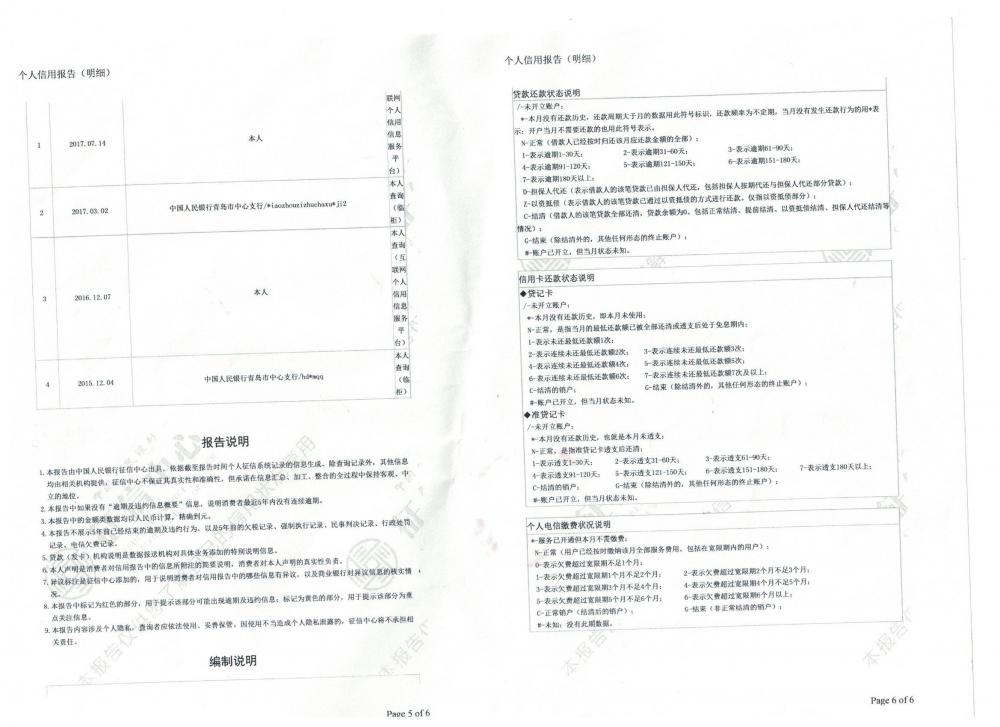 个人信用报告（明细）
1
2017.07.14
本人
联网
个人
信用
信息
服务
平
台）
2
2017.03.02
中国人民银行青岛市中心支行/*iaozhouzizhuchaxu*ji2
本人
查询
（临
柜）
3
2016.12.07
本人
本人
查询
（互
联网
个人
信用
信息
服务
平
台）
4
2015.12.04
中国人民银行青岛市中心支行/hd*mqq
本人
查询
（临
柜）
报告说明
1.本报告由中国人民银行征信中心出具，依据截至报告时间个人征信系统记录的信息生成。除查询记录外，其他信息
均由相关机构提供，征信中心不保证其真实性和准确性，但承诺在信息汇总、加工、整合的全过程中保持客观、中
立的地位。
2.本报告中如果没有“逾期及违约信息概要”信息，说明消费者最近5年内没有连续逾期。
3.本报告中的金额类数据均以人民币计算，精确到元。
4.本报告不展示5年前已经结束的逾期及违约行为，以及5年前的欠税记录、强制执行记录、民事判决记录、行政处罚
记录、电信欠费记录。
5.贷款（发卡）机构说明是数据报送机构对具体业务添加的特别说明信息。
6.本人声明是消费者对信用报告中的信息所附注的简要说明，消费者对本人声明的真实性负责。
7.异议标注是征信中心添加的，用于说明消费者对信用报告中的哪些信息有异议，以及商业银行对异议信息的核实情
况。
8.本报告中标记为红色的部分，用于提示该部分可能出现逾期及违约信息；标记为黄色的部分，用于提示该部分为重
点关注信息。
9.本报告内容涉及个人隐私，查询者应依法使用、妥善保管。因使用不当造成个人隐私泄露的，征信中心将不承担相
关责任。
编制说明
Page 5 of 6
个人信用报告（明细）
贷款还款状态说明
/-未开立账户；
*-本月没有还款历史，还款周期大于月的数据用此符号标识，还款频率为不定期，当月没有发生还款行为的用*表
示；开户当月不需要还款的也用此符号表示。
N-正常（借款人已经按时归还该月应还款金额的全部）；
1-表示逾期1-30天； 2-表示逾期31-60天； 3-表示逾期61-90天；
4-表示逾期91-120天； 5-表示逾期121-150天； 6-表示逾期151-180天；
7-表示逾期180天以上；
D-担保人代还（表示借款人的该笔贷款已由担保人代还，包括担保人按期代还与担保人代还部分贷款）；
Z-以资抵债（表示借款人的该笔贷款已通过以资抵债的方式进行还款。仅指以资抵债部分）；
C-结清（借款人的该笔贷款全部还清，贷款余额为0。包括正常结清、提前结清、以资抵债结清、担保人代还结清等
情况）；
G-结束（除结清外的，其他任何形态的终止账户）；
#-账户已开立，但当月状态未知。
信用卡还款状态说明
◆贷记卡
/-未开立账户；
*-本月没有还款历史，即本月未使用；
N-正常，是指当月的最低还款额已被全部还清或透支后处于免息期内；
1-表示未还最低还款额1次；
2-表示连续未还最低还款额2次； 3-表示连续未还最低还款额3次；
4-表示连续未还最低还款额4次； 5-表示连续未还最低还款额5次；
6-表示连续未还最低还款额6次； 7-表示连续未还最低还款额7次及以上；
C-结清的销户； G-结束（除结清外的，其他任何形态的终止账户）；
#-账户已开立，但当月状态未知。
◆准贷记卡
/-未开立账户；
*-本月没有还款历史，也就是本月未透支；
N-正常，是指准贷记卡透支后还清；
1-表示透支1-30天； 2-表示透支31-60天； 3-表示透支61-90天；
4-表示透支91-120天； 5-表示透支121-150天； 6-表示透支151-180天； 7-表示透支180天以上；
C-结清的销户； G-结束（除结清外的，其他任何形态的终止账户）；
#-账户已开立，但当月状态未知。
个人电信缴费状况说明
*-服务已开通但本月不需缴费；
N-正常（用户已经按时缴纳该月全部服务费用，包括在宽限期内的用户）；
0-表示欠费超过宽限期不足1个月；
1-表示欠费超过宽限期1个月不足2个月； 2-表示欠费超过宽限期2个月不足3个月；
3-表示欠费超过宽限期3个月不足4个月； 4-表示欠费超过宽限期4个月不足5个月；
5-表示欠费超过宽限期5个月不足6个月； 6-表示欠费超过宽限期6个月以上；
C-正常销户（结清后的销户）； G-结束（非正常结清的销户）；
#-未知：没有此期数据。
Page 6 of 6